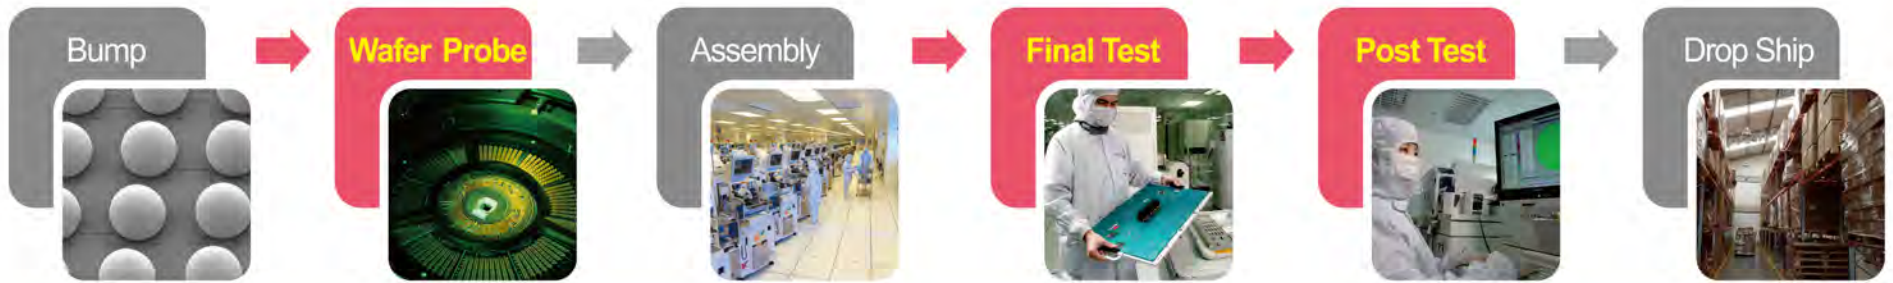 Bump
Wafer Probe
Assembly
Final Test
Post Test
Drop Ship